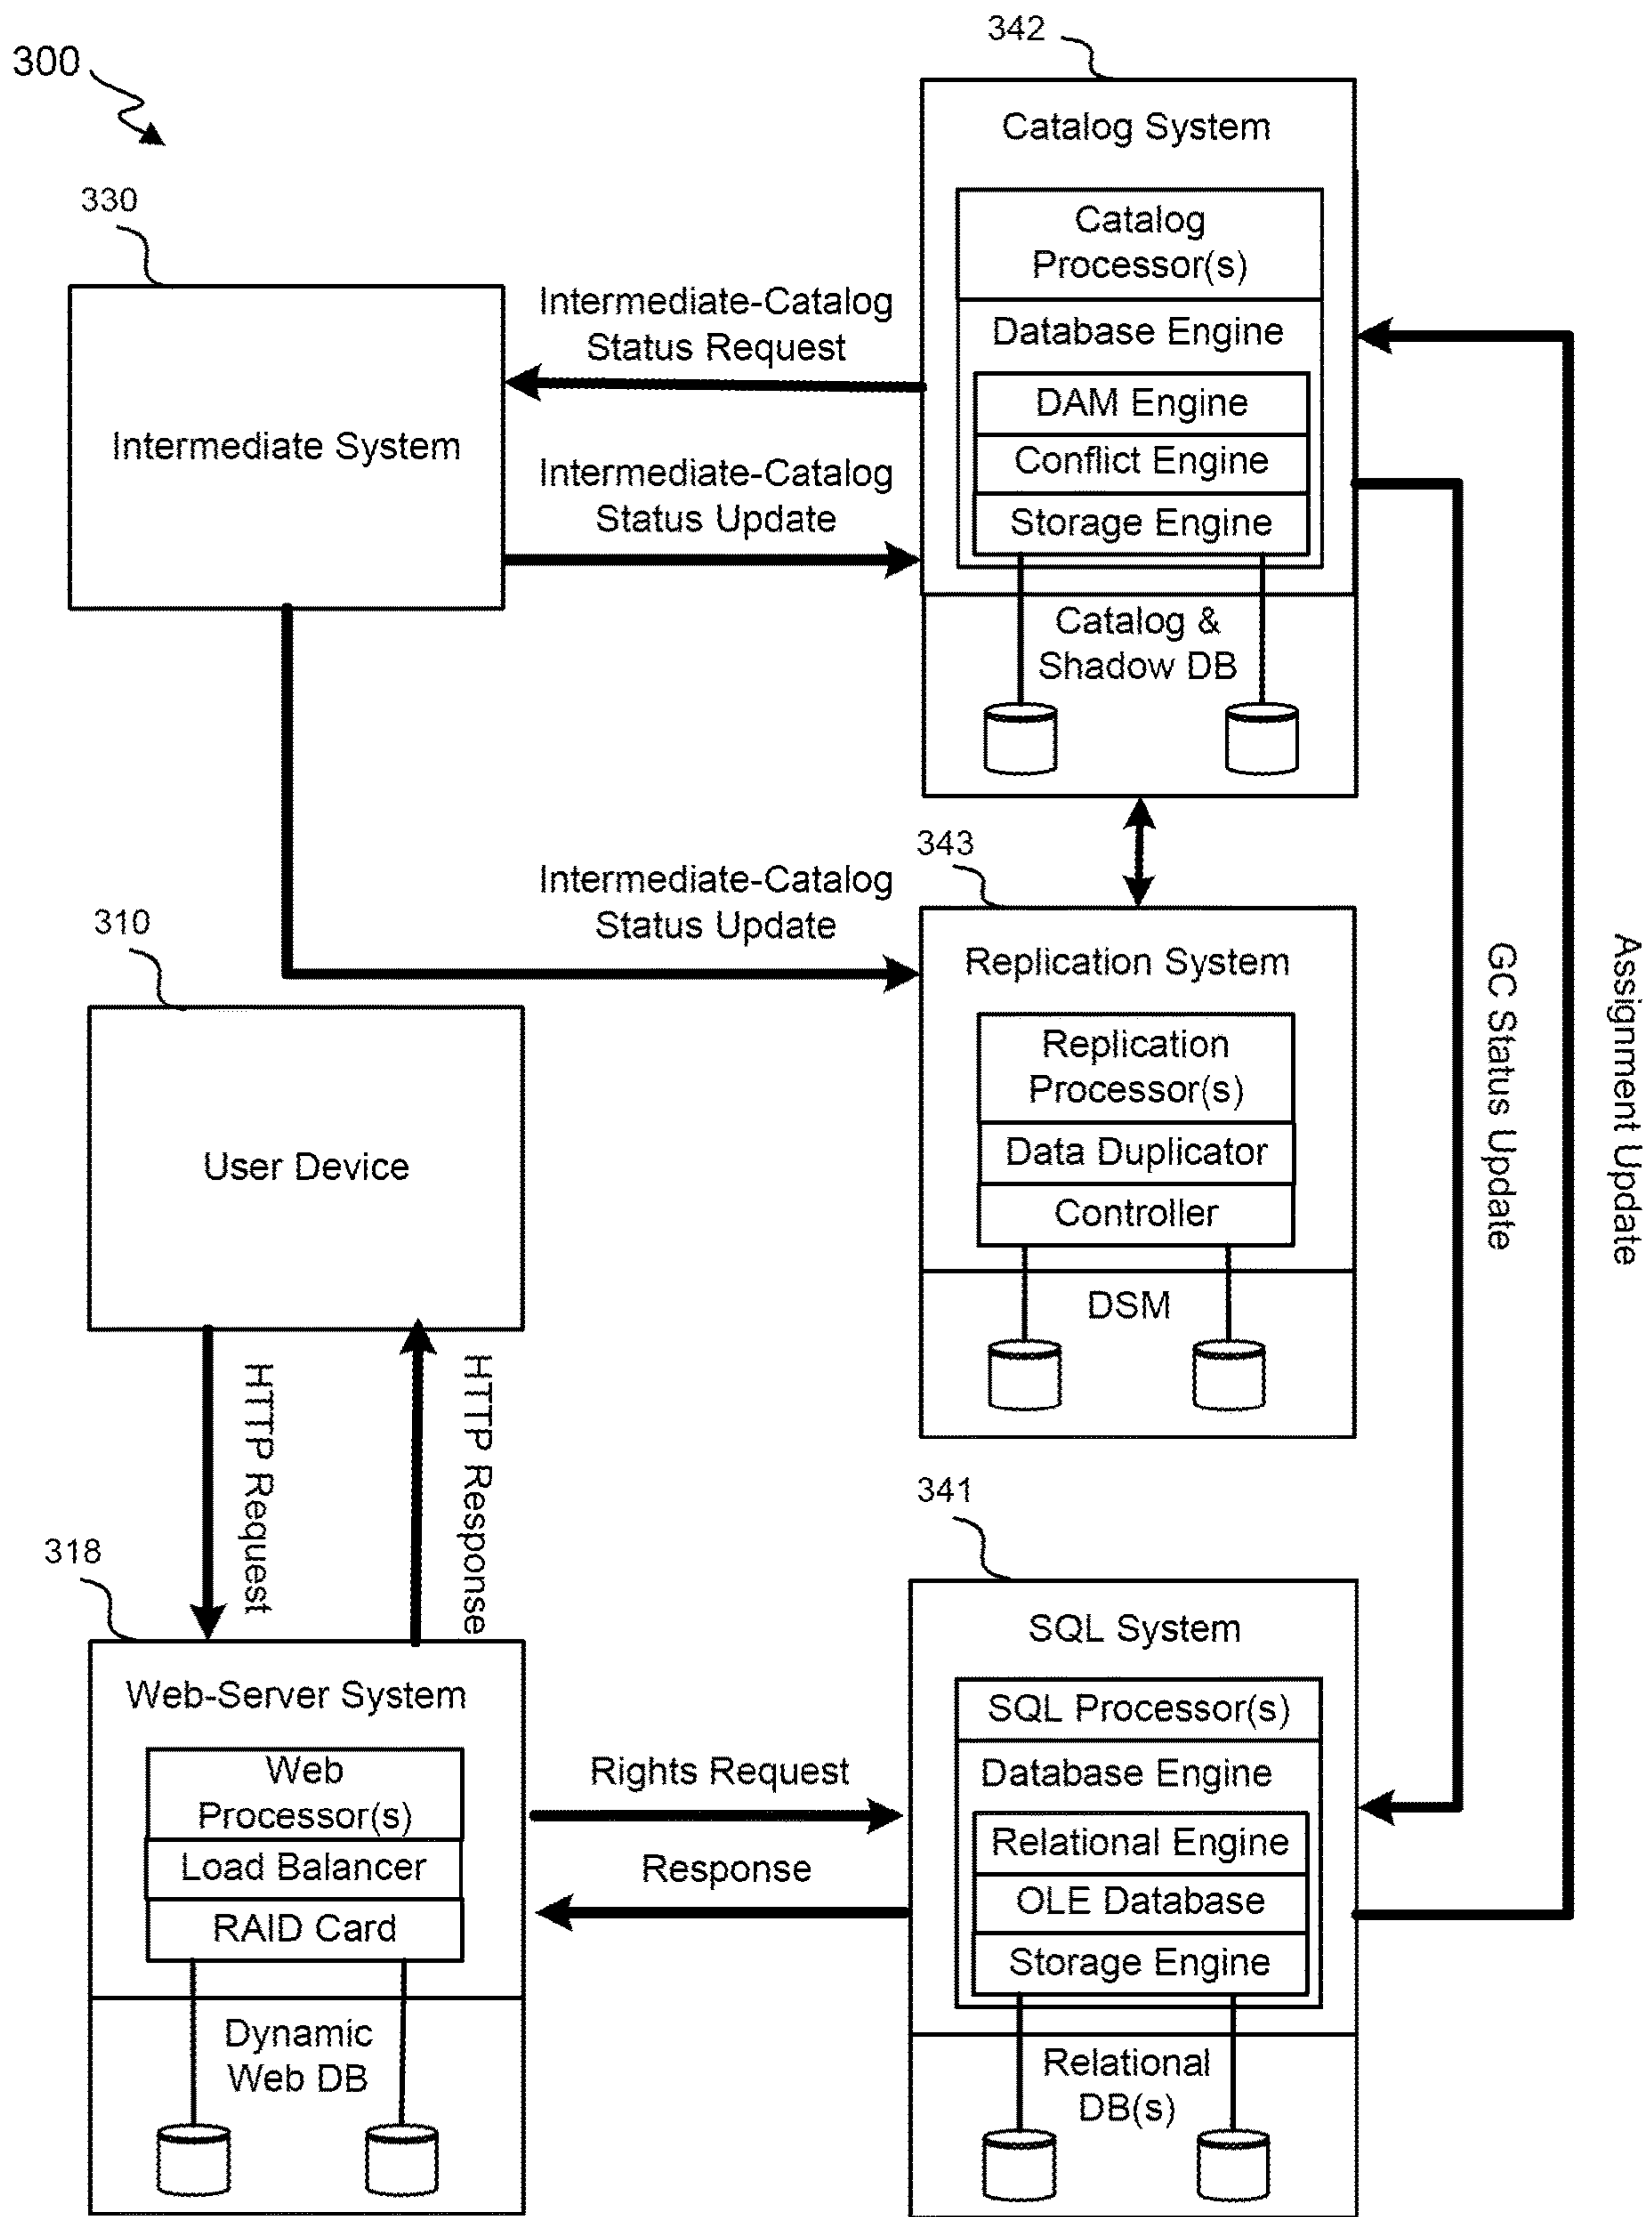 300
342
Catalog System
Catalog
Processor(s)
Database Engine
DAM Engine
Conflict Engine
Storage Engine
Catalog &
Shadow DB
330
Intermediate System
Intermediate-Catalog
Status Request
Intermediate-Catalog
Status Update
Intermediate-Catalog
Status Update
343
Replication System
Replication
Processor(s)
Data Duplicator
Controller
DSM
GC Status Update
Assignment Update
310
User Device
HTTP Request
HTTP Response
318
Web-Server System
Web
Processor(s)
Load Balancer
RAID Card
Dynamic
Web DB
Rights Request
Response
341
SQL System
SQL Processor(s)
Database Engine
Relational Engine
OLE Database
Storage Engine
Relational
DB(s)